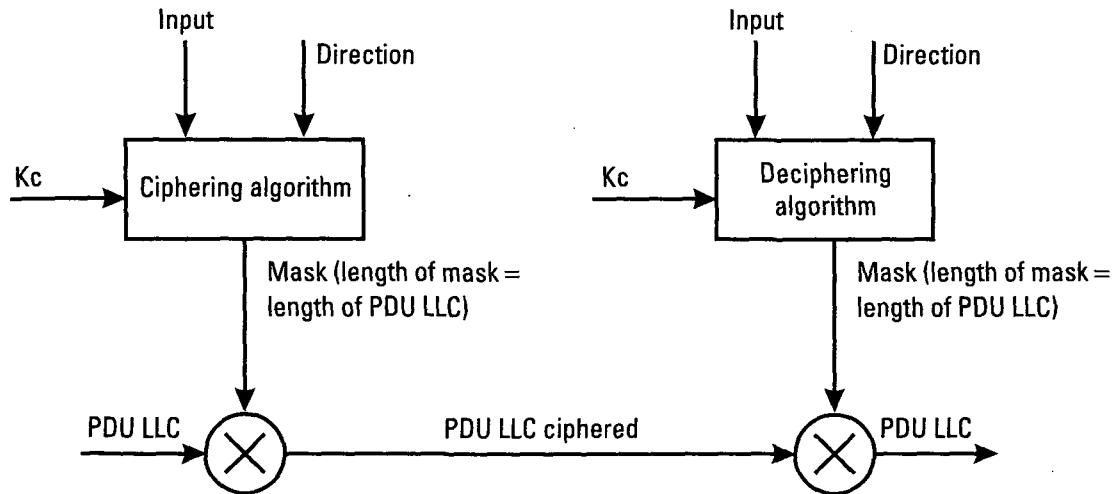 Input
Direction
Kc
Ciphering algorithm
Mask (length of mask =
length of PDU LLC)
PDU LLC
PDU LLC ciphered
Input
Direction
Kc
Deciphering
algorithm
Mask (length of mask =
length of PDU LLC)
PDU LLC